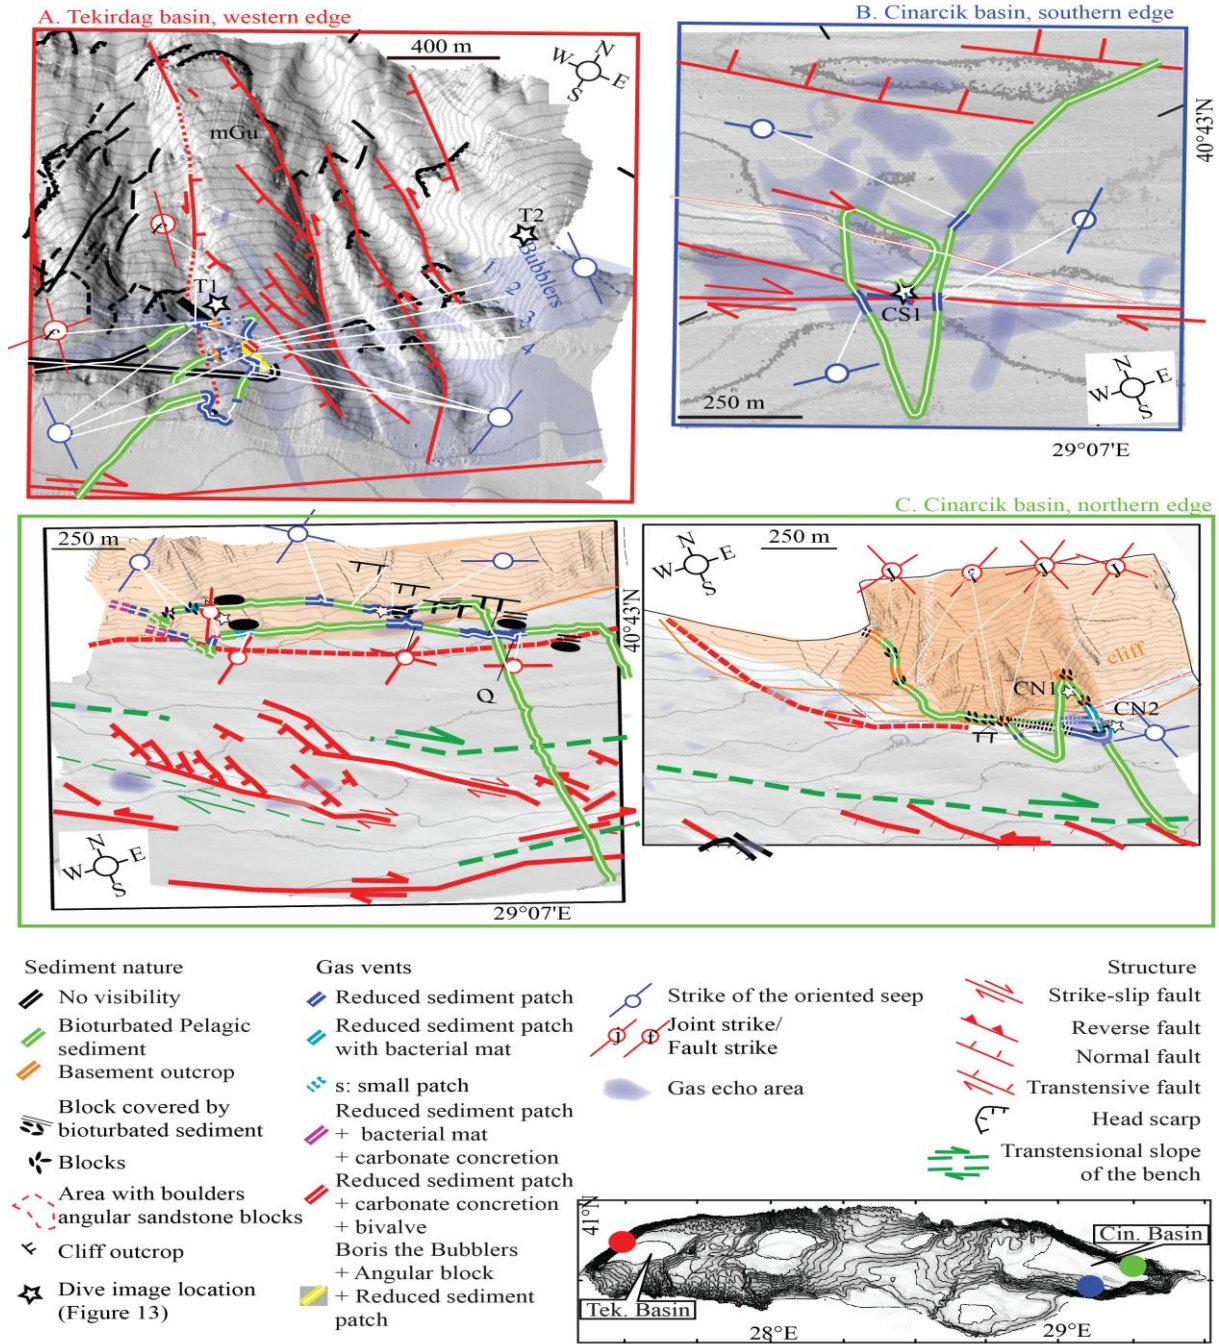 A. Tekirdag basin, western edge
400 m
N
W
E
S
mGu
T2
Bubblers
1
2
3
4
T1
f
f
B. Cinarcik basin, southern edge
N
W
E
S
CS1
250 m
40°43'N
29°07'E
C. Cinarcik basin, northern edge
250 m
Q
N
W
E
S
40°43'N
29°07'E
N
W
E
S
250 m
J
f
J
J
cliff
CN1
CN2
Sediment nature
No visibility
Bioturbated Pelagic
sediment
Basement outcrop
Block covered by
bioturbated sediment
Blocks
Area with boulders
angular sandstone blocks
Cliff outcrop
Dive image location
(Figure 13)
Gas vents
Reduced sediment patch
Reduced sediment patch
with bacterial mat
s: small patch
Reduced sediment patch
+ bacterial mat
+ carbonate concretion
Reduced sediment patch
+ carbonate concretion
+ bivalve
Boris the Bubblers
+ Angular block
+ Reduced sediment
patch
Strike of the oriented seep
j
f
Joint strike/
Fault strike
Gas echo area
Structure
Strike-slip fault
Reverse fault
Normal fault
Transtensive fault
Head scarp
Transtensional slope
of the bench
41°N
Cin. Basin
Tek. Basin
28°E
29°E